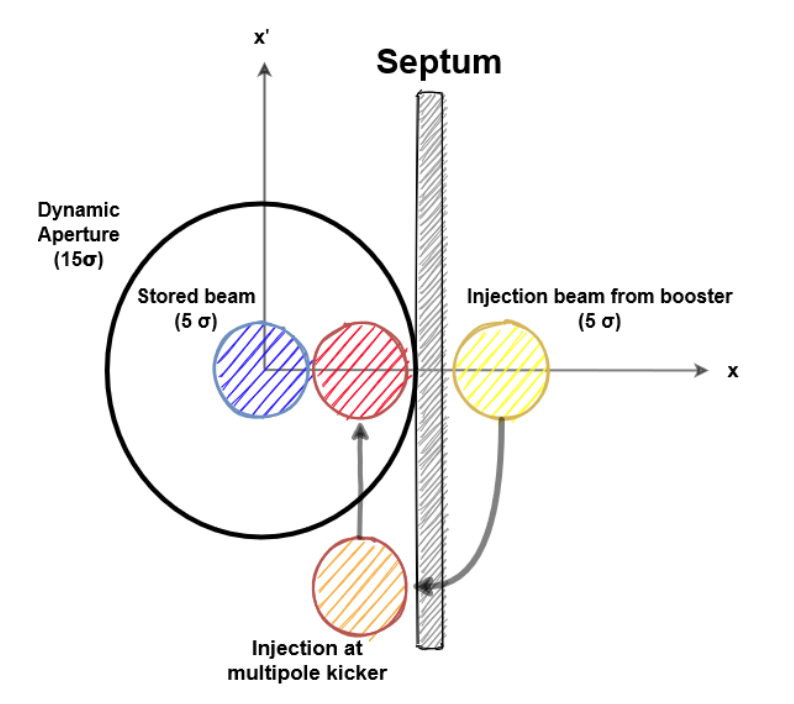 x'
Septum
Dynamic
Aperture
(15σ)
Stored beam
(5 σ)
Injection beam from booster
(5 σ)
x
Injection at
multipole kicker